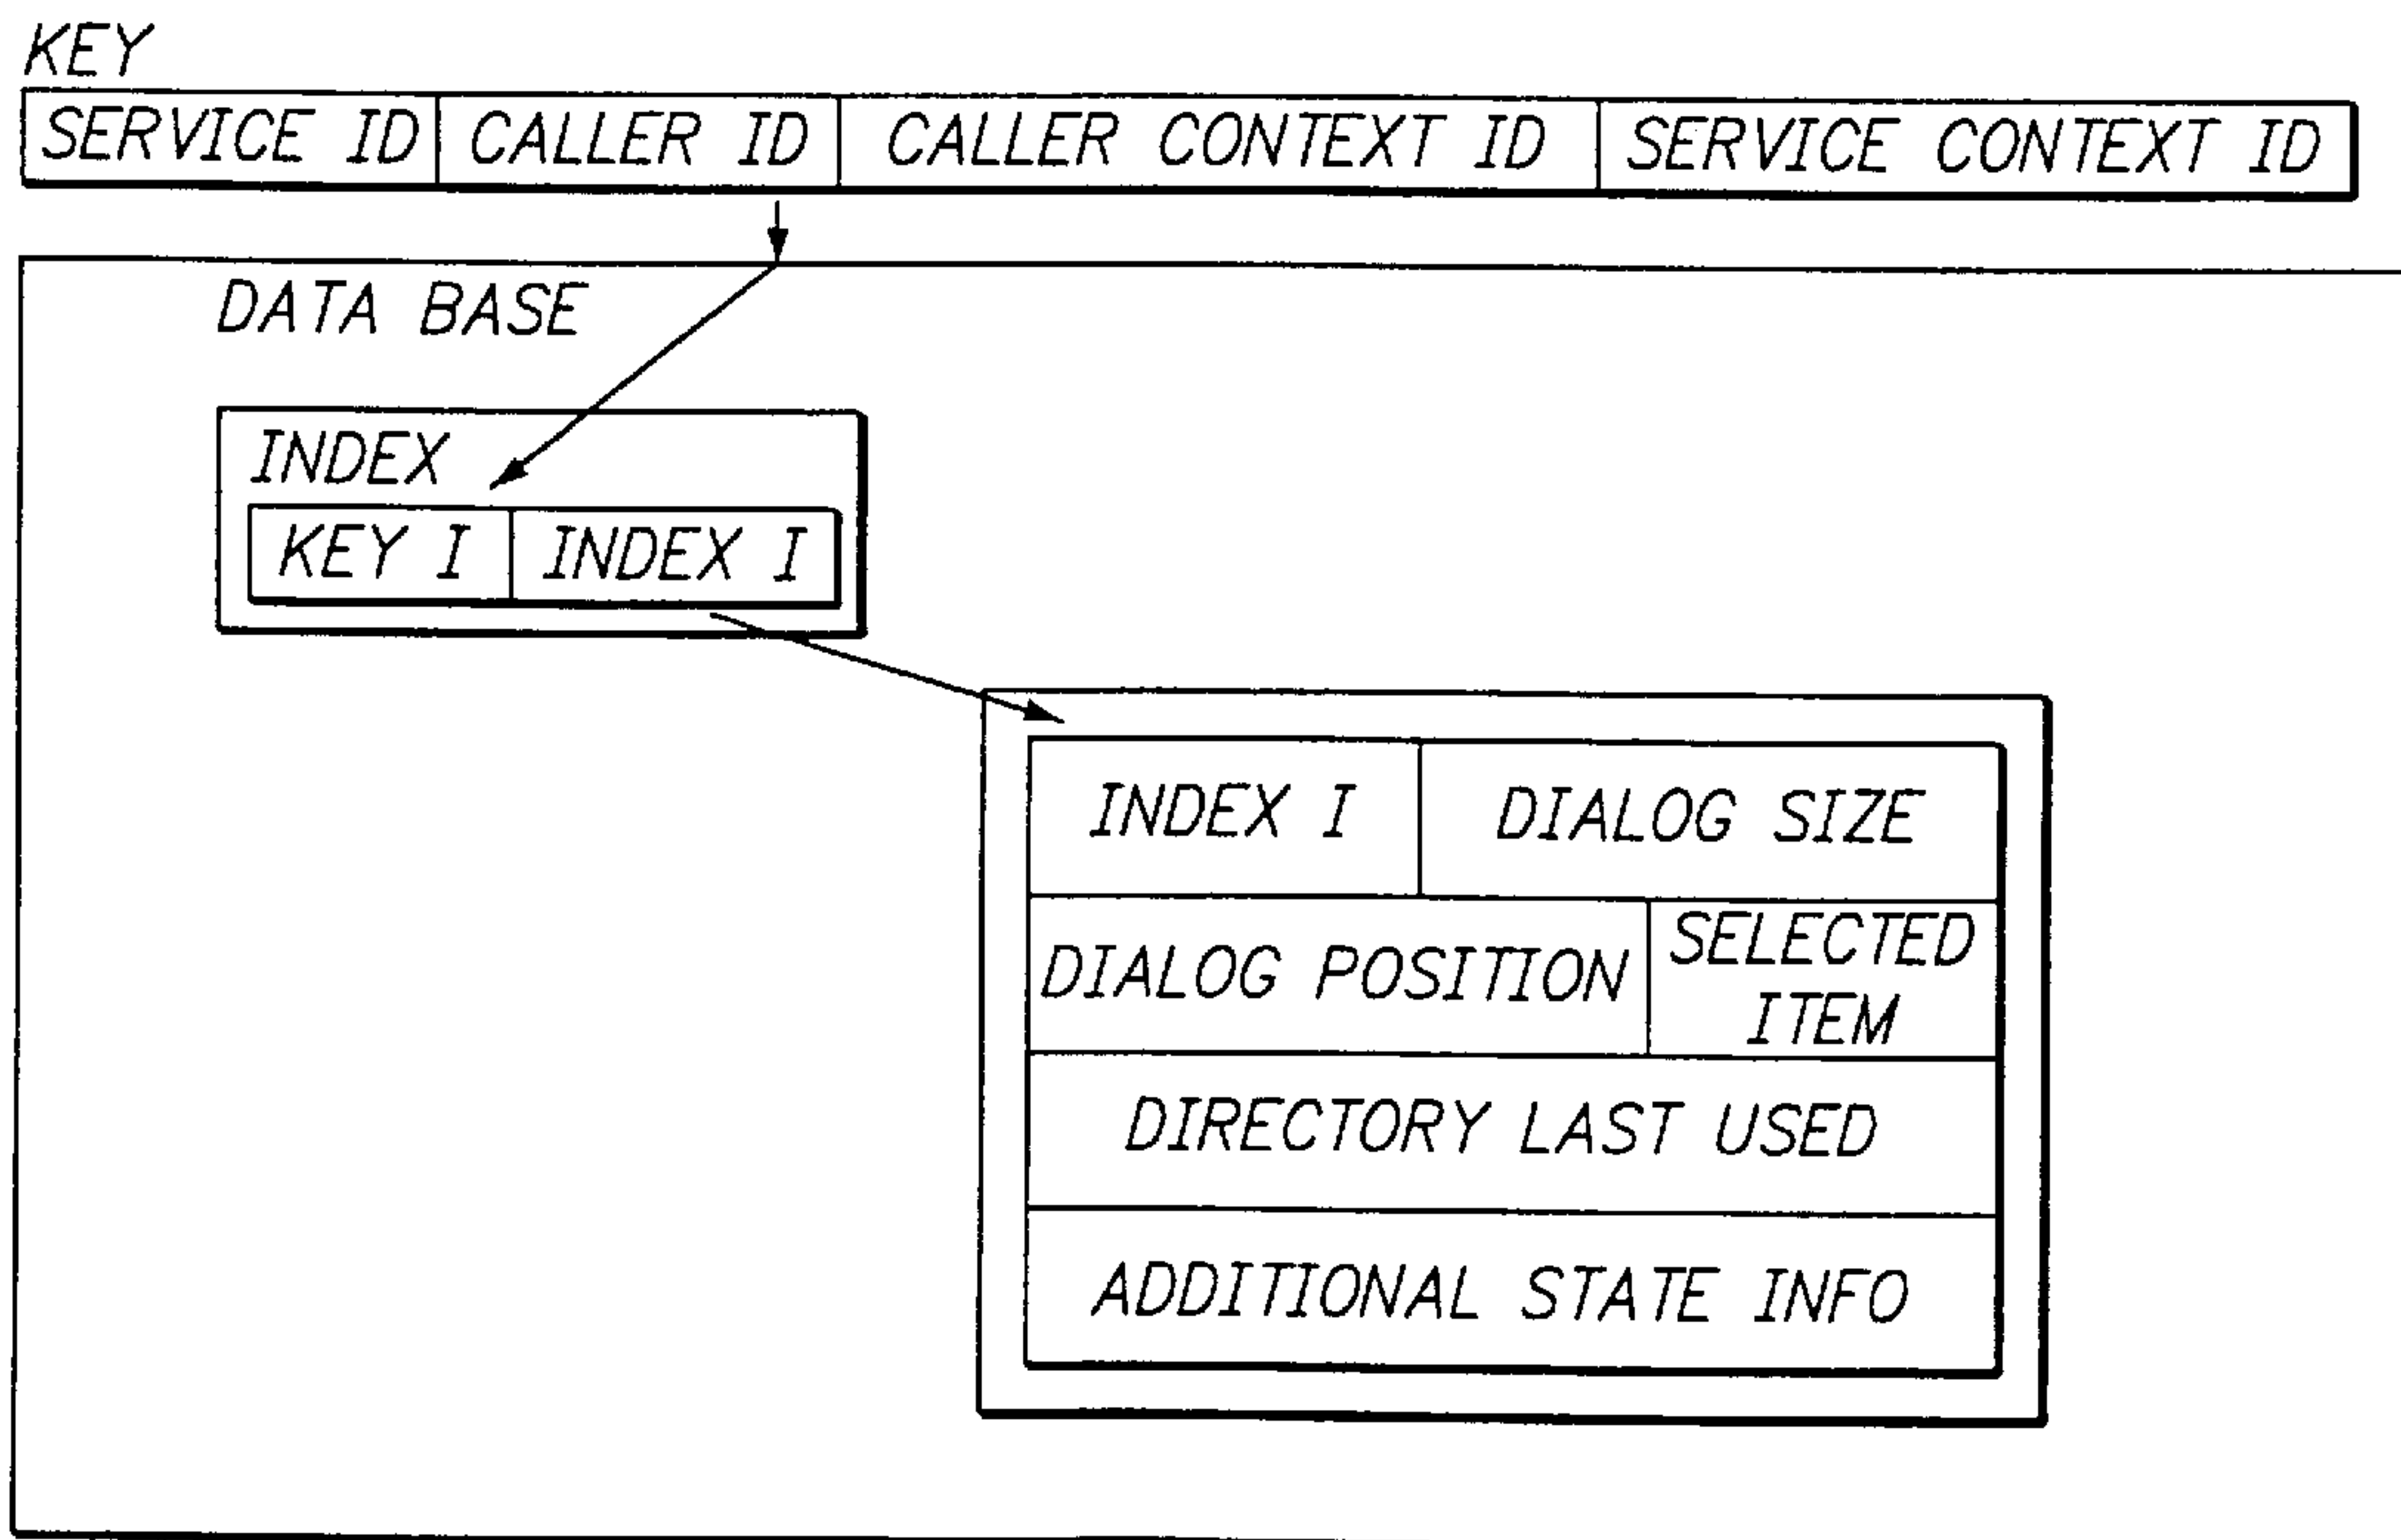 KEY
SERVICE ID CALLER ID CALLER CONTEXT ID SERVICE CONTEXT ID
DATA BASE
INDEX
KEY I INDEX I
INDEX I DIALOG SIZE
DIALOG POSITION SELECTED
ITEM
DIRECTORY LAST USED
ADDITIONAL STATE INFO